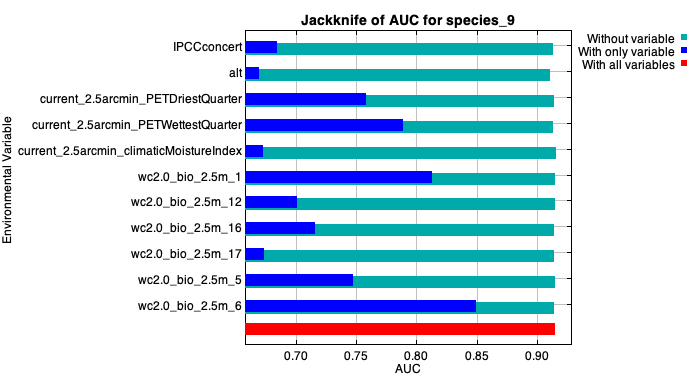 Jackknife of AUC for species_9
Without variable
With only variable
With all variables
Environmental Variable
IPCCconcert
alt
current_2.5arcmin_PETDriestQuarter
current_2.5arcmin_PETWettestQuarter
current_2.5arcmin_climaticMoistureIndex
wc2.0_bio_2.5m_1
wc2.0_bio_2.5m_12
wc2.0_bio_2.5m_16
wc2.0_bio_2.5m_17
wc2.0_bio_2.5m_5
wc2.0_bio_2.5m_6
0.70 0.75 0.80 0.85 0.90
AUC